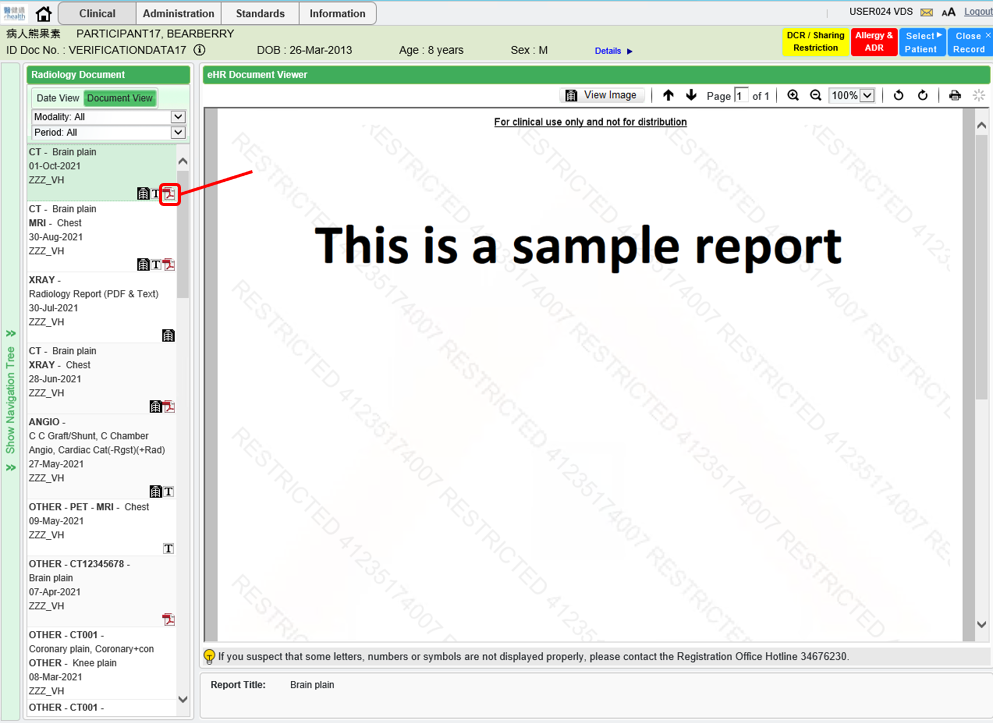 醫健通
eHealth
Clinical
Administration
Standards
Information
USER024 VDS
AA
Logout
病人熊果素 PARTICIPANT17, BEARBERRY
ID Doc No. : VERIFICATIONDATA17
DOB : 26-Mar-2013
Age : 8 years
Sex : M
Details
DCR / Sharing
Restriction
Allergy &
ADR
Select
Patient
Close ×
Record
Radiology Document
Date View
Document View
Modality: All
Period: All
CT - Brain plain
01-Oct-2021
ZZZ_VH
T
CT - Brain plain
MRI - Chest
30-Aug-2021
ZZZ_VH
T
XRAY -
Radiology Report (PDF & Text)
30-Jul-2021
ZZZ_VH
CT - Brain plain
XRAY - Chest
28-Jun-2021
ZZZ_VH
ANGIO -
C C Graft/Shunt, C Chamber
Angio, Cardiac Cat(-Rgst)(+Rad)
27-May-2021
ZZZ_VH
T
OTHER - PET - MRI - Chest
09-May-2021
ZZZ_VH
T
OTHER - CT12345678 -
Brain plain
07-Apr-2021
ZZZ_VH
OTHER - CT001 -
Coronary plain, Coronary+con
OTHER - Knee plain
08-Mar-2021
ZZZ_VH
OTHER - CT001 -
Show Navigation Tree
eHR Document Viewer
View Image
Page 1 of 1
100%
For clinical use only and not for distribution
This is a sample report
RESTRICTED 41235174007 RESTRICTED 41235174007 RESTRICTED
If you suspect that some letters, numbers or symbols are not displayed properly, please contact the Registration Office Hotline 34676230.
Report Title: Brain plain